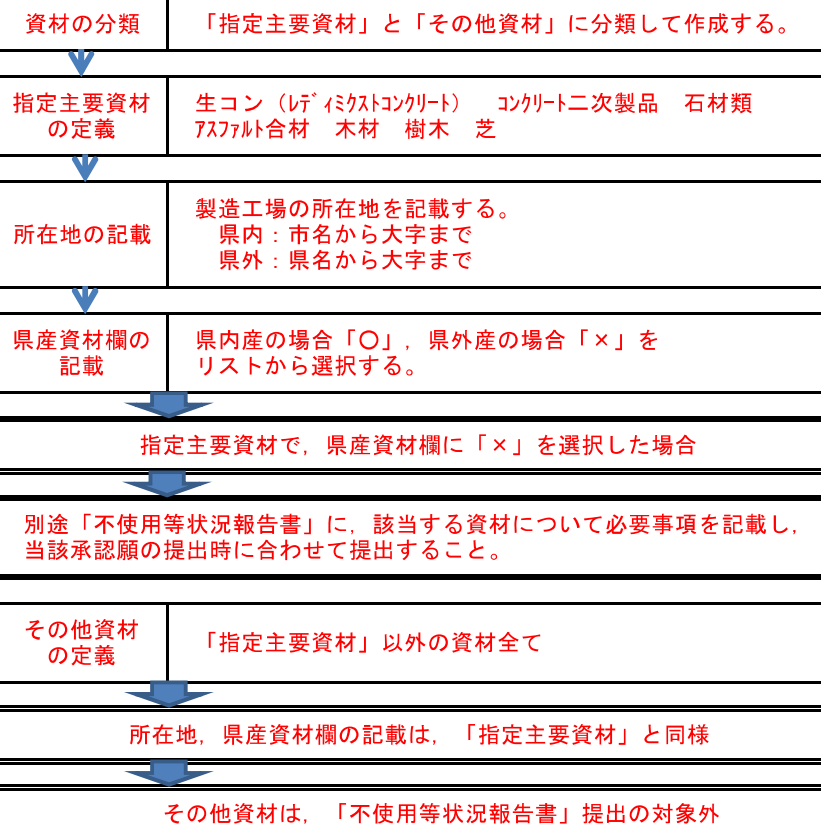 資材の分類
「指定主要資材」と「その他資材」に分類して作成する。
指定主要資材
の定義
生コン（ﾚﾃﾞｨﾐｸｽﾄｺﾝｸﾘｰﾄ）　ｺﾝｸﾘｰﾄ二次製品　石材類
ｱｽﾌｧﾙﾄ合材　木材　樹木　芝
所在地の記載
製造工場の所在地を記載する。
県内：市名から大字まで
県外：県名から大字まで
県産資材欄の
記載
県内産の場合「〇」，県外産の場合「×」を
リストから選択する。
指定主要資材で，県産資材欄に「×」を選択した場合
別途「不使用等状況報告書」に，該当する資材について必要事項を記載し，
当該承認願の提出時に合わせて提出すること。
その他資材
の定義
「指定主要資材」以外の資材全て
所在地，県産資材欄の記載は，「指定主要資材」と同様
その他資材は，「不使用等状況報告書」提出の対象外